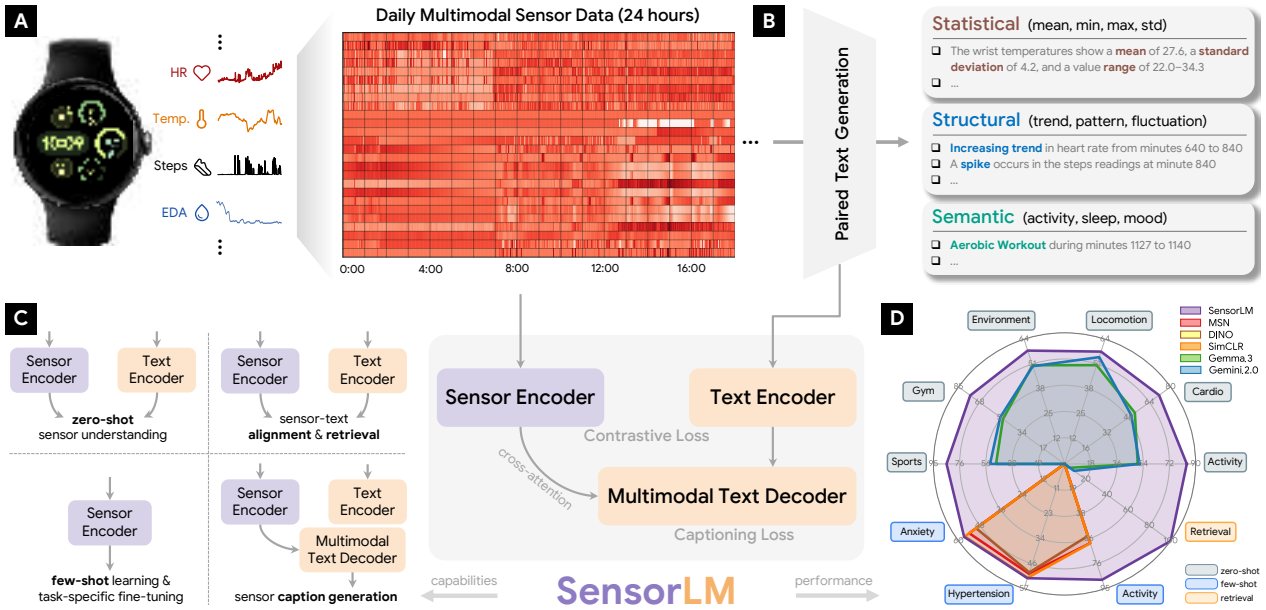 A
Daily Multimodal Sensor Data (24 hours)
B
HR
Temp.
Steps
EDA
10:09
0:00 4:00 8:00 12:00 16:00
Paired Text Generation
Statistical (mean, min, max, std)
The wrist temperatures show a mean of 27.6, a standard
deviation of 4.2, and a value range of 22.0–34.3
...
Structural (trend, pattern, fluctuation)
Increasing trend in heart rate from minutes 640 to 840
A spike occurs in the steps readings at minute 840
...
Semantic (activity, sleep, mood)
Aerobic Workout during minutes 1127 to 1140
...
C
Sensor
Encoder
Text
Encoder
zero-shot
sensor understanding
Sensor
Encoder
Text
Encoder
sensor-text
alignment & retrieval
Sensor
Encoder
few-shot learning &
task-specific fine-tuning
Sensor
Encoder
Text
Encoder
Multimodal
Text Decoder
sensor caption generation
Sensor Encoder
Text Encoder
Contrastive Loss
cross-attention
Multimodal Text Decoder
Captioning Loss
capabilities
SensorLM
performance
D
SensorLM
MSN
DINO
SimCLR
Gemma.3
Gemini.2.0
Environment
Locomotion
Gym
Cardio
Sports
Activity
Anxiety
Retrieval
Hypertension
Activity
zero-shot
few-shot
retrieval